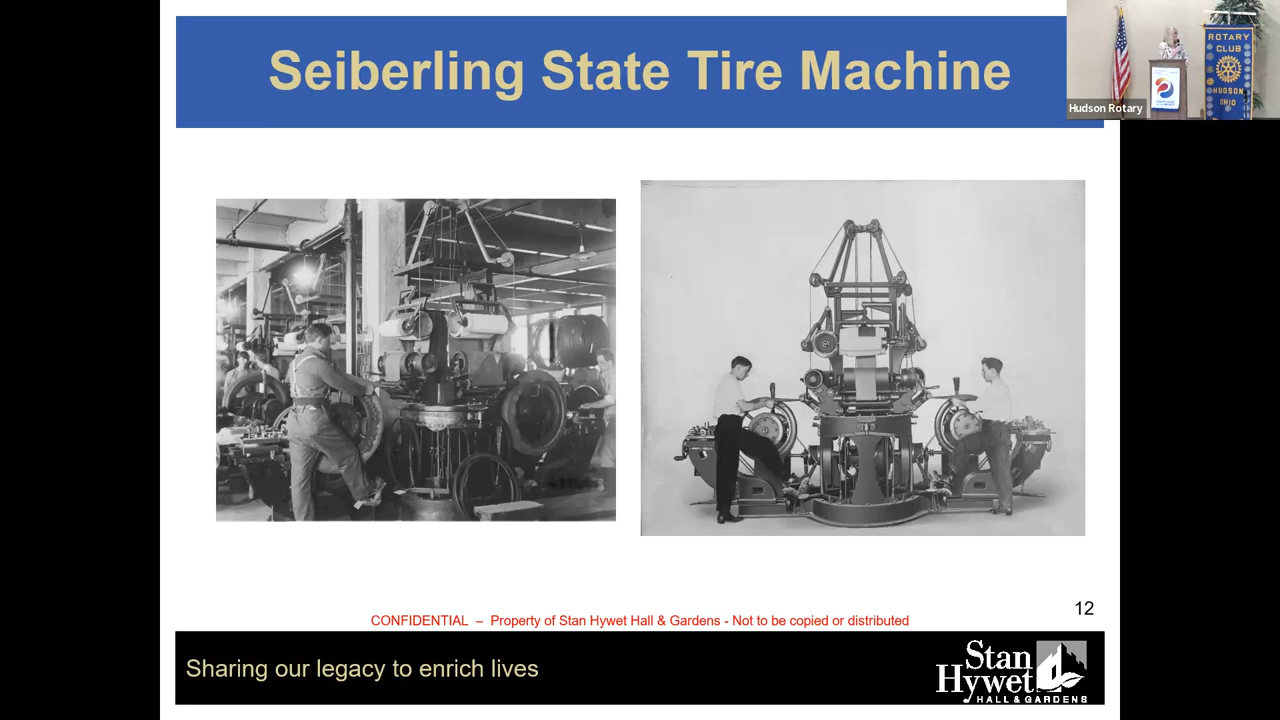 Seiberling State Tire Machine
ROTARY
CLUB
HUDSON
OHIO
Hudson Rotary
12
CONFIDENTIAL – Property of Stan Hywet Hall & Gardens - Not to be copied or distributed
Sharing our legacy to enrich lives
Stan
Hywet
HALL & GARDENS